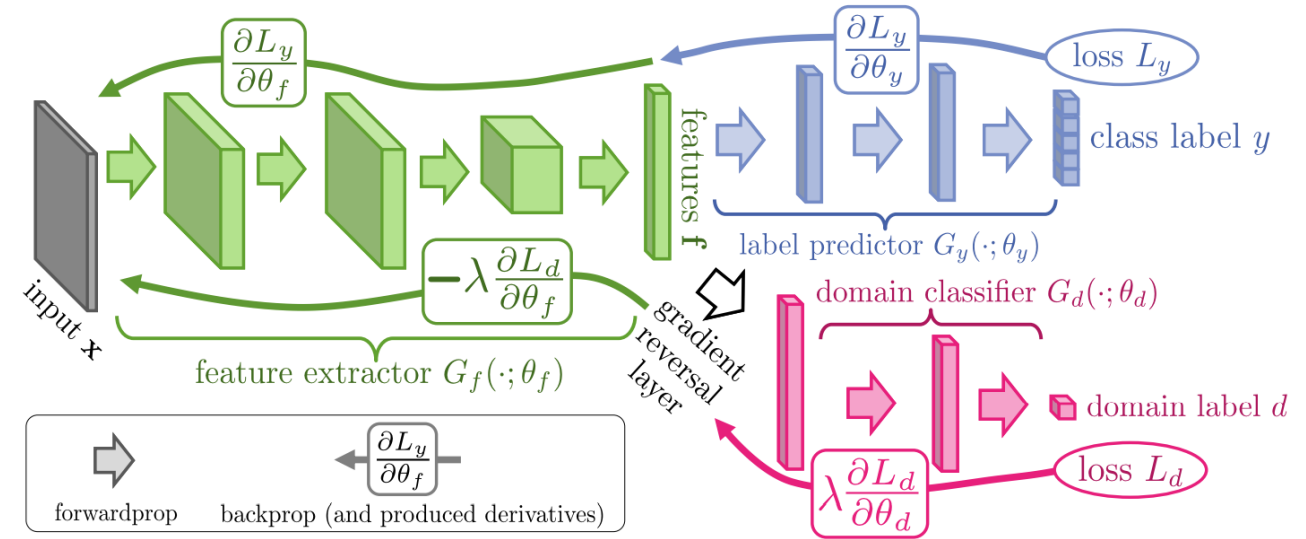 ∂L_y
∂θ_f
∂L_y
∂θ_y
loss L_y
features f
class label y
label predictor G_y(·; θ_y)
input x
−λ ∂L_d
∂θ_f
feature extractor G_f(·; θ_f)
gradient
reversal
layer
domain classifier G_d(·; θ_d)
domain label d
λ ∂L_d
∂θ_d
loss L_d
forwardprop
∂L_y
∂θ_f
backprop (and produced derivatives)